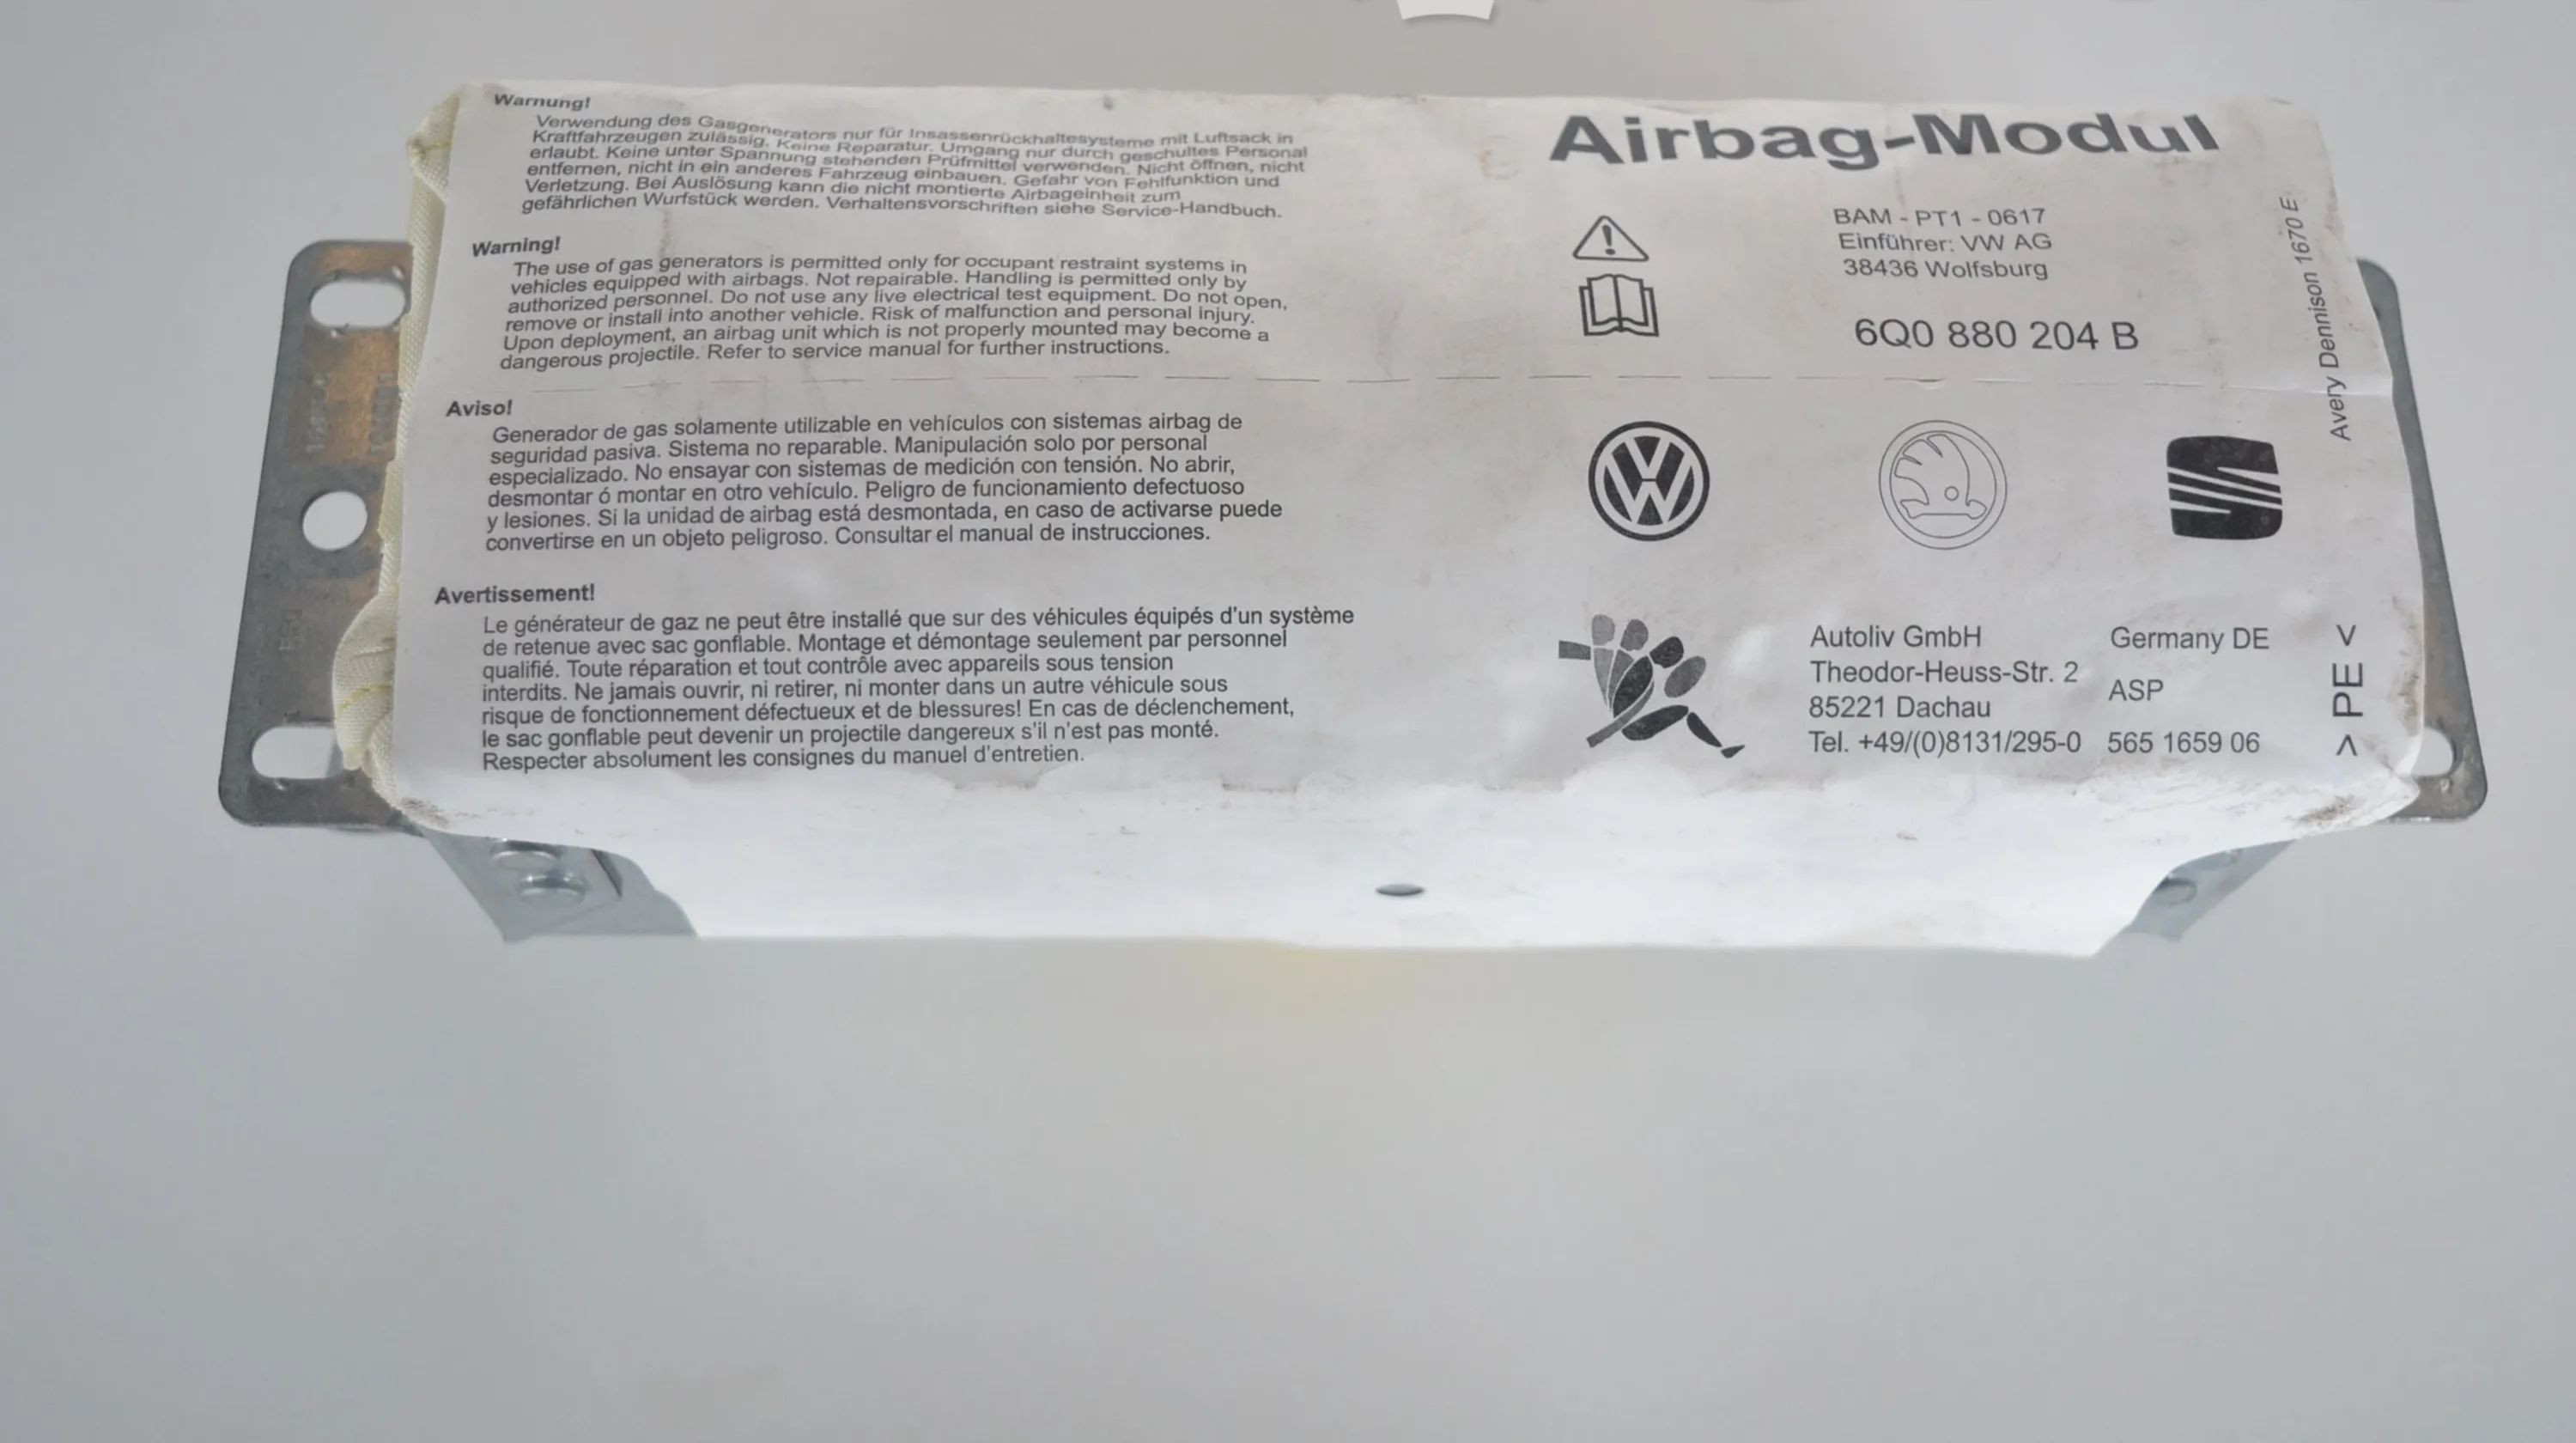 Warnung!
Verwendung des Gasgenerators nur für Insassenrückhaltesysteme mit Luftsack in
Kraftfahrzeugen zulässig. Keine Reparatur. Umgang nur durch geschultes Personal
erlaubt. Keine unter Spannung stehenden Prüfmittel verwenden. Nicht öffnen, nicht
entfernen, nicht in ein anderes Fahrzeug einbauen. Gefahr von Fehlfunktion und
Verletzung. Bei Auslösung kann die nicht montierte Airbageinheit zum
gefährlichen Wurfstück werden. Verhaltensvorschriften siehe Service-Handbuch.
Warning!
The use of gas generators is permitted only for occupant restraint systems in
vehicles equipped with airbags. Not repairable. Handling is permitted only by
authorized personnel. Do not use any live electrical test equipment. Do not open,
remove or install into another vehicle. Risk of malfunction and personal injury.
Upon deployment, an airbag unit which is not properly mounted may become a
dangerous projectile. Refer to service manual for further instructions.
Aviso!
Generador de gas solamente utilizable en vehículos con sistemas airbag de
seguridad pasiva. Sistema no reparable. Manipulación solo por personal
especializado. No ensayar con sistemas de medición con tensión. No abrir,
desmontar ó montar en otro vehículo. Peligro de funcionamiento defectuoso
y lesiones. Si la unidad de airbag está desmontada, en caso de activarse puede
convertirse en un objeto peligroso. Consultar el manual de instrucciones.
Avertissement!
Le générateur de gaz ne peut être installé que sur des véhicules équipés d'un système
de retenue avec sac gonflable. Montage et démontage seulement par personnel
qualifié. Toute réparation et tout contrôle avec appareils sous tension
interdits. Ne jamais ouvrir, ni retirer, ni monter dans un autre véhicule sous
risque de fonctionnement défectueux et de blessures! En cas de déclenchement,
le sac gonflable peut devenir un projectile dangereux s'il n'est pas monté.
Respecter absolument les consignes du manuel d'entretien.
Airbag-Modul
BAM - PT1 - 0617
Einführer: VW AG
38436 Wolfsburg
6Q0 880 204 B
Avery Dennison 1670 E
Autoliv GmbH
Theodor-Heuss-Str. 2
85221 Dachau
Tel. +49/(0)8131/295-0
Germany DE
ASP
565 1659 06
> PE <